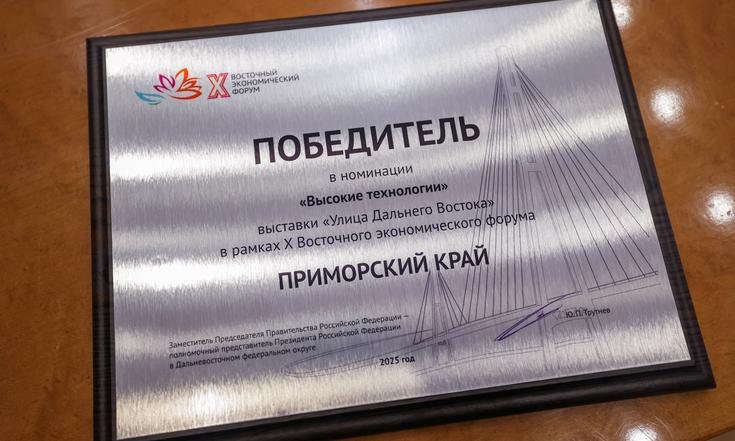 X ВОСТОЧНЫЙ
ЭКОНОМИЧЕСКИЙ
ФОРУМ
ПОБЕДИТЕЛЬ
в номинации
«Высокие технологии»
выставки «Улица Дальнего Востока»
в рамках X Восточного экономического форума
ПРИМОРСКИЙ КРАЙ
Заместитель Председателя Правительства Российской Федерации –
полномочный представитель Президента Российской Федерации
в Дальневосточном федеральном округе
Ю.П.Трутнев
2025 год